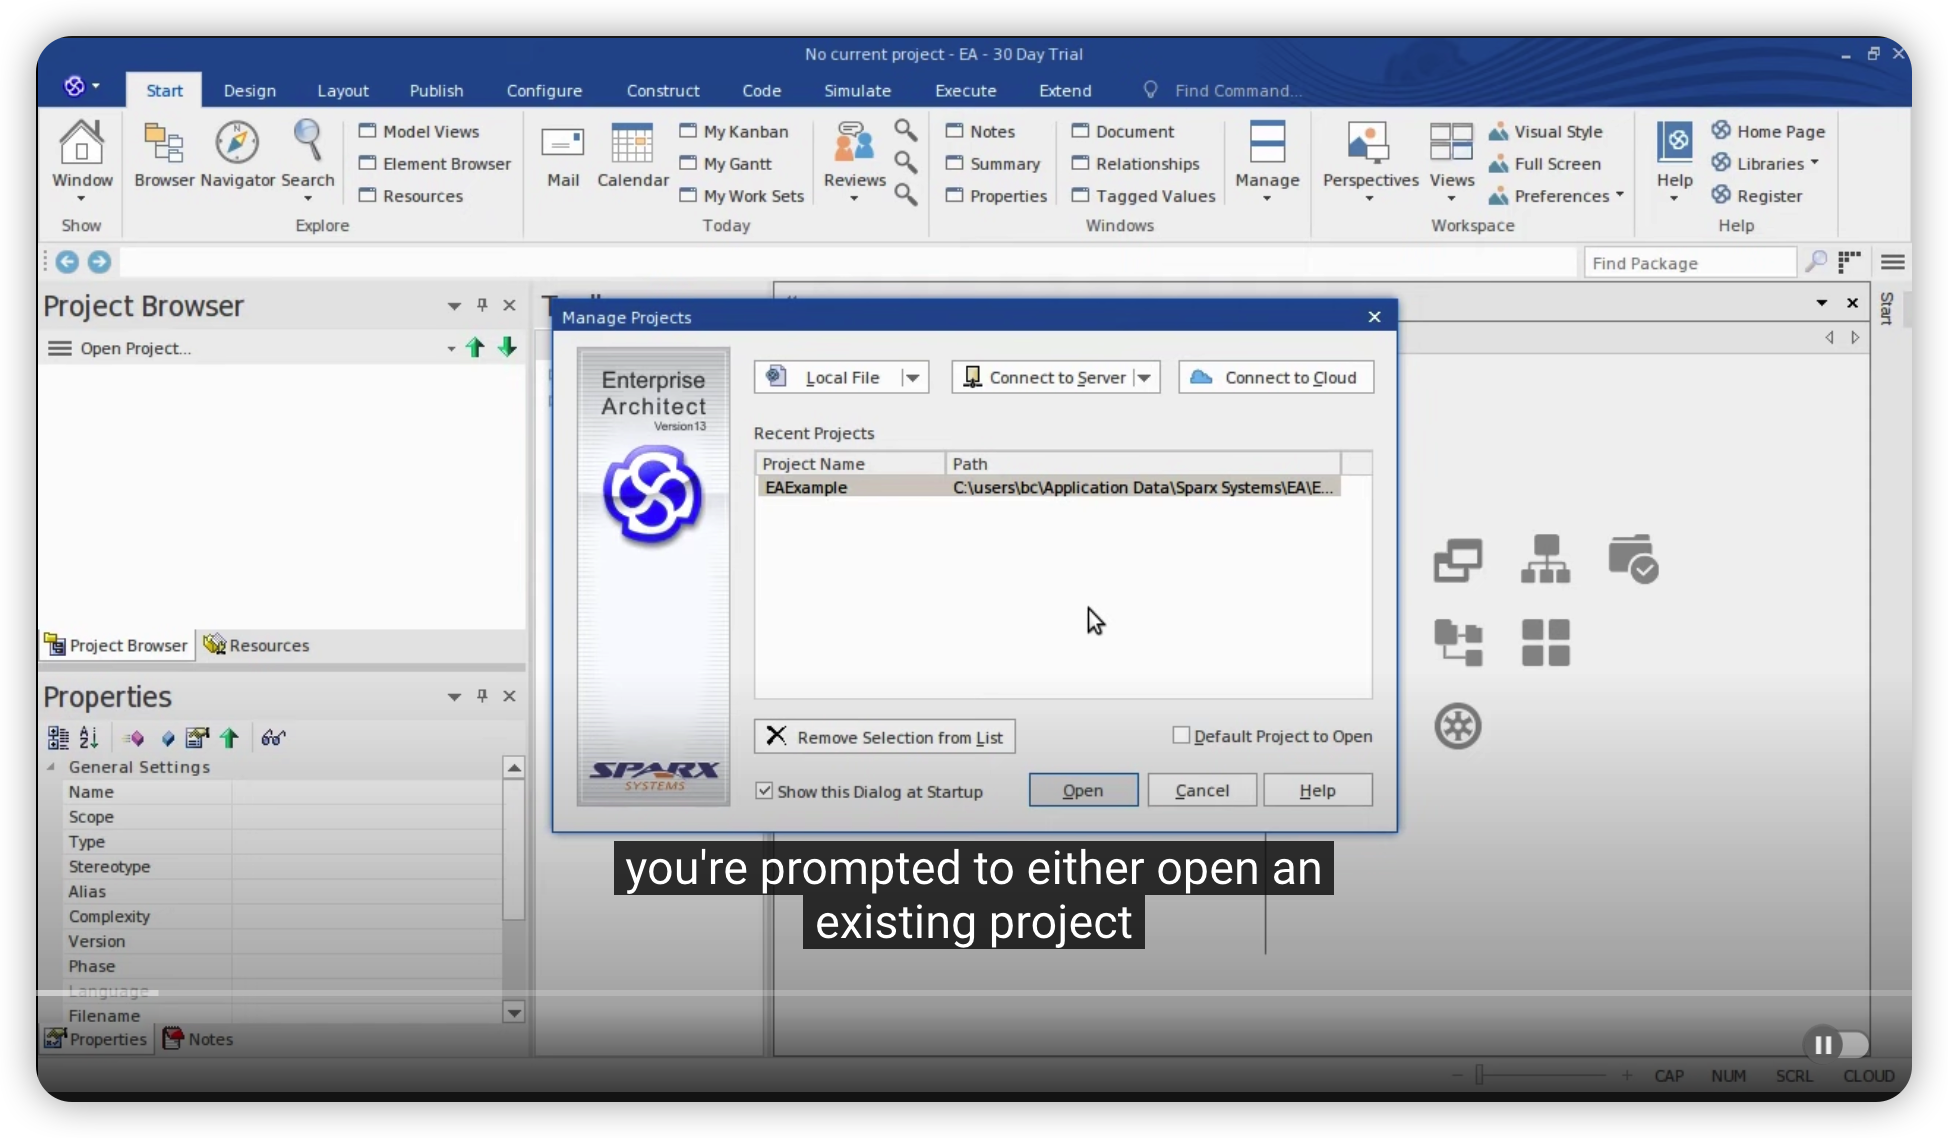 No current project - EA - 30 Day Trial
Start Design Layout Publish Configure Construct Code Simulate Execute Extend Find Command...
Window
Show
Browser Navigator Search
Model Views
Element Browser
Resources
Explore
Mail Calendar
My Kanban
My Gantt
My Work Sets
Reviews
Today
Notes
Summary
Properties
Document
Relationships
Tagged Values
Manage
Windows
Perspectives Views
Visual Style
Full Screen
Preferences
Workspace
Help
Home Page
Libraries
Register
Help
Find Package
Project Browser
Open Project...
Project Browser Resources
Properties
General Settings
Name
Scope
Type
Stereotype
Alias
Complexity
Version
Phase
Language
Filename
Properties Notes
Start
Manage Projects
Enterprise
Architect
Version13
SPARX
SYSTEMS
Local File Connect to Server Connect to Cloud
Recent Projects
Project Name Path
EAExample C:\users\bc\Application Data\Sparx Systems\EA\E...
Remove Selection from List Default Project to Open
Show this Dialog at Startup Open Cancel Help
you're prompted to either open an
existing project
CAP NUM SCRL CLOUD